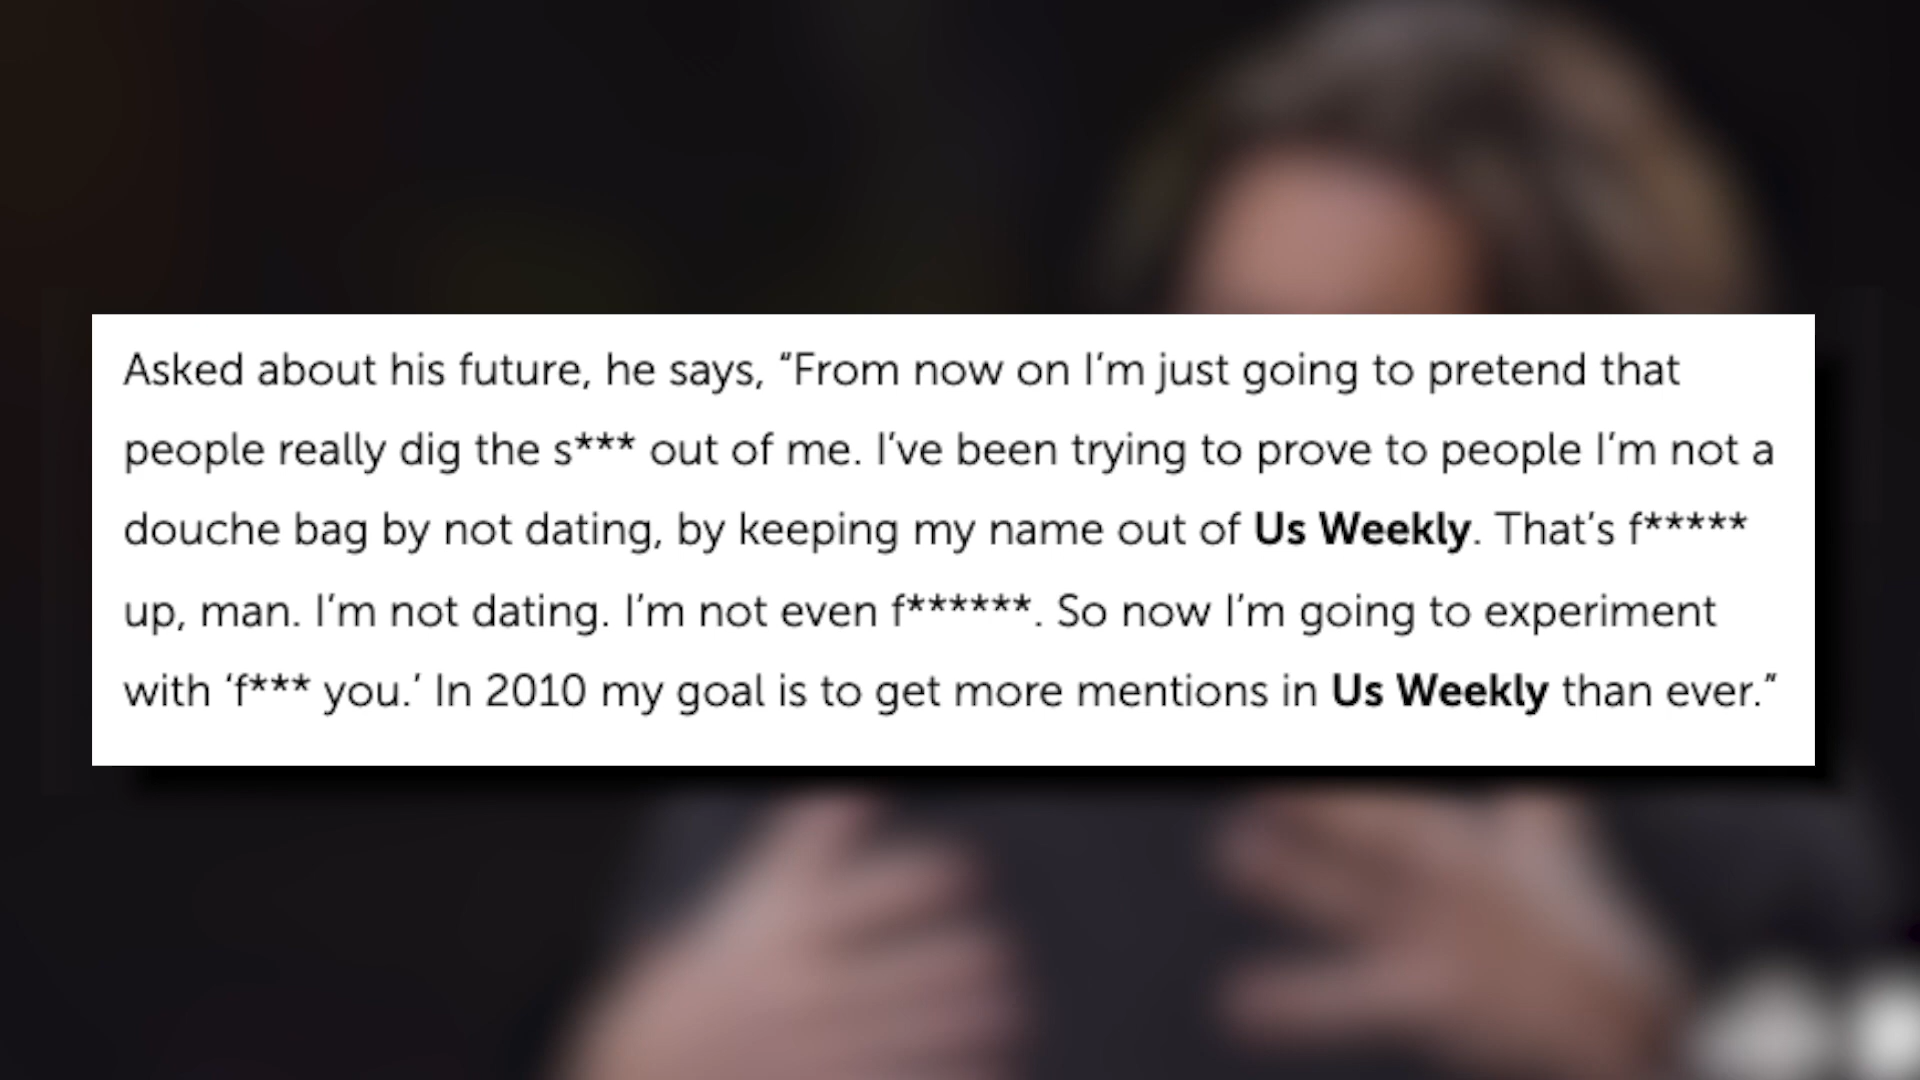 Asked about his future, he says, “From now on I’m just going to pretend that
people really dig the s*** out of me. I’ve been trying to prove to people I’m not a
douche bag by not dating, by keeping my name out of Us Weekly. That’s f*****
up, man. I’m not dating. I’m not even f******. So now I’m going to experiment
with ‘f*** you.’ In 2010 my goal is to get more mentions in Us Weekly than ever.”